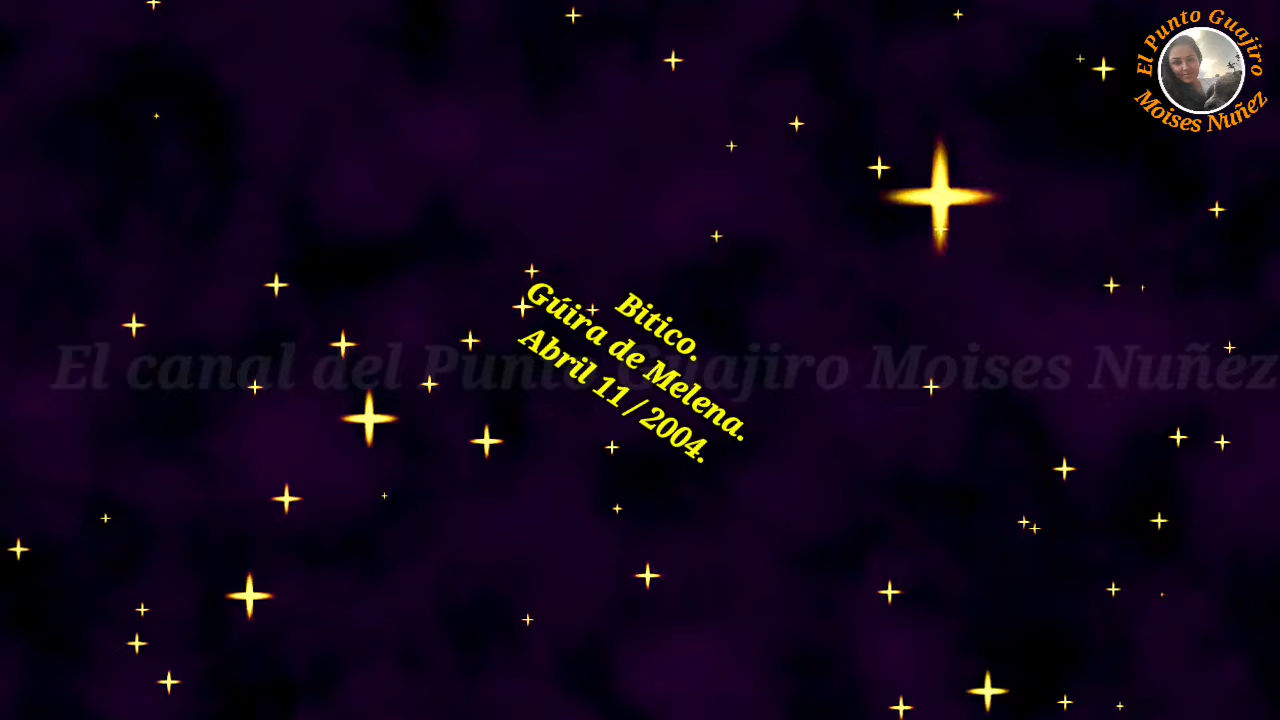 El Punto Guajiro
Moises Nuñez
Bitico.
Gúira de Melena.
Abril 11/2004.
El canal del Punto Guajiro Moises Nuñez